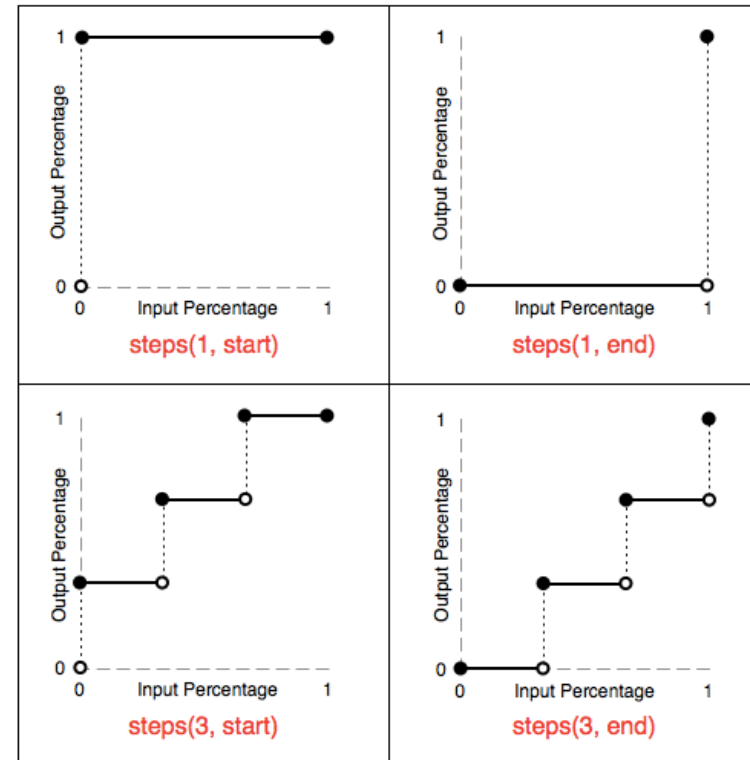 1
Output Percentage
0
0 Input Percentage 1
steps(1, start)
1
Output Percentage
0
0 Input Percentage 1
steps(1, end)
1
Output Percentage
0
0 Input Percentage 1
steps(3, start)
1
Output Percentage
0
0 Input Percentage 1
steps(3, end)